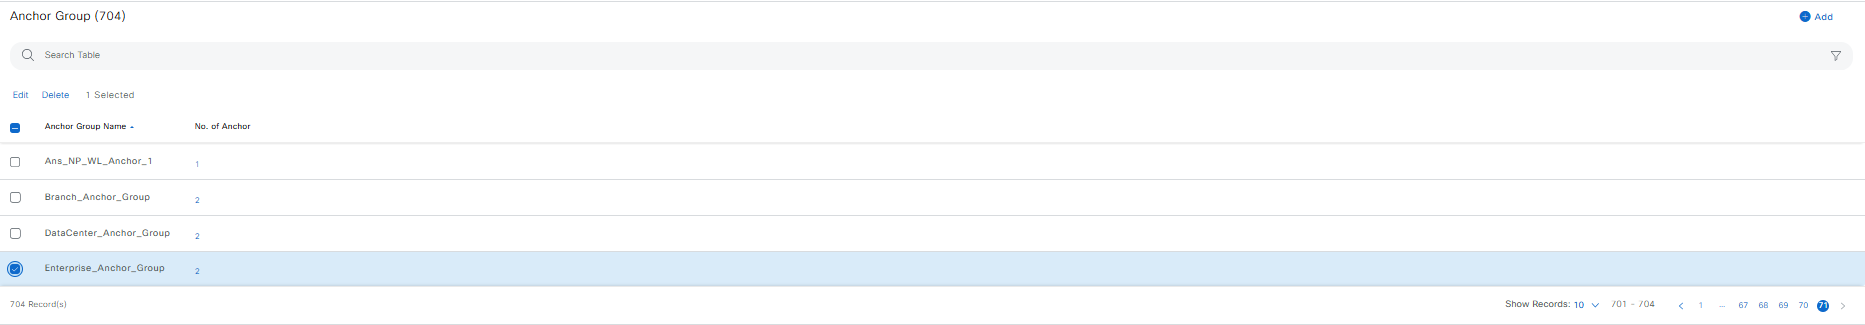 Anchor Group (704)
Add
Search Table
Edit Delete 1 Selected
Anchor Group Name No. of Anchor
Ans_NP_WL_Anchor_1 1
Branch_Anchor_Group 2
DataCenter_Anchor_Group 2
Enterprise_Anchor_Group 2
704 Record(s) Show Records: 10 701 - 704 1 ... 67 68 69 70 71